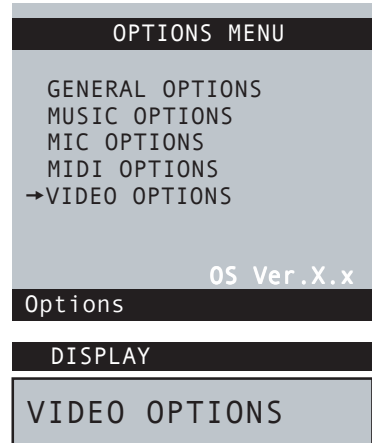 OPTIONS MENU
GENERAL OPTIONS
MUSIC OPTIONS
MIC OPTIONS
MIDI OPTIONS
→VIDEO OPTIONS
OS Ver.X.x
Options
DISPLAY
VIDEO OPTIONS